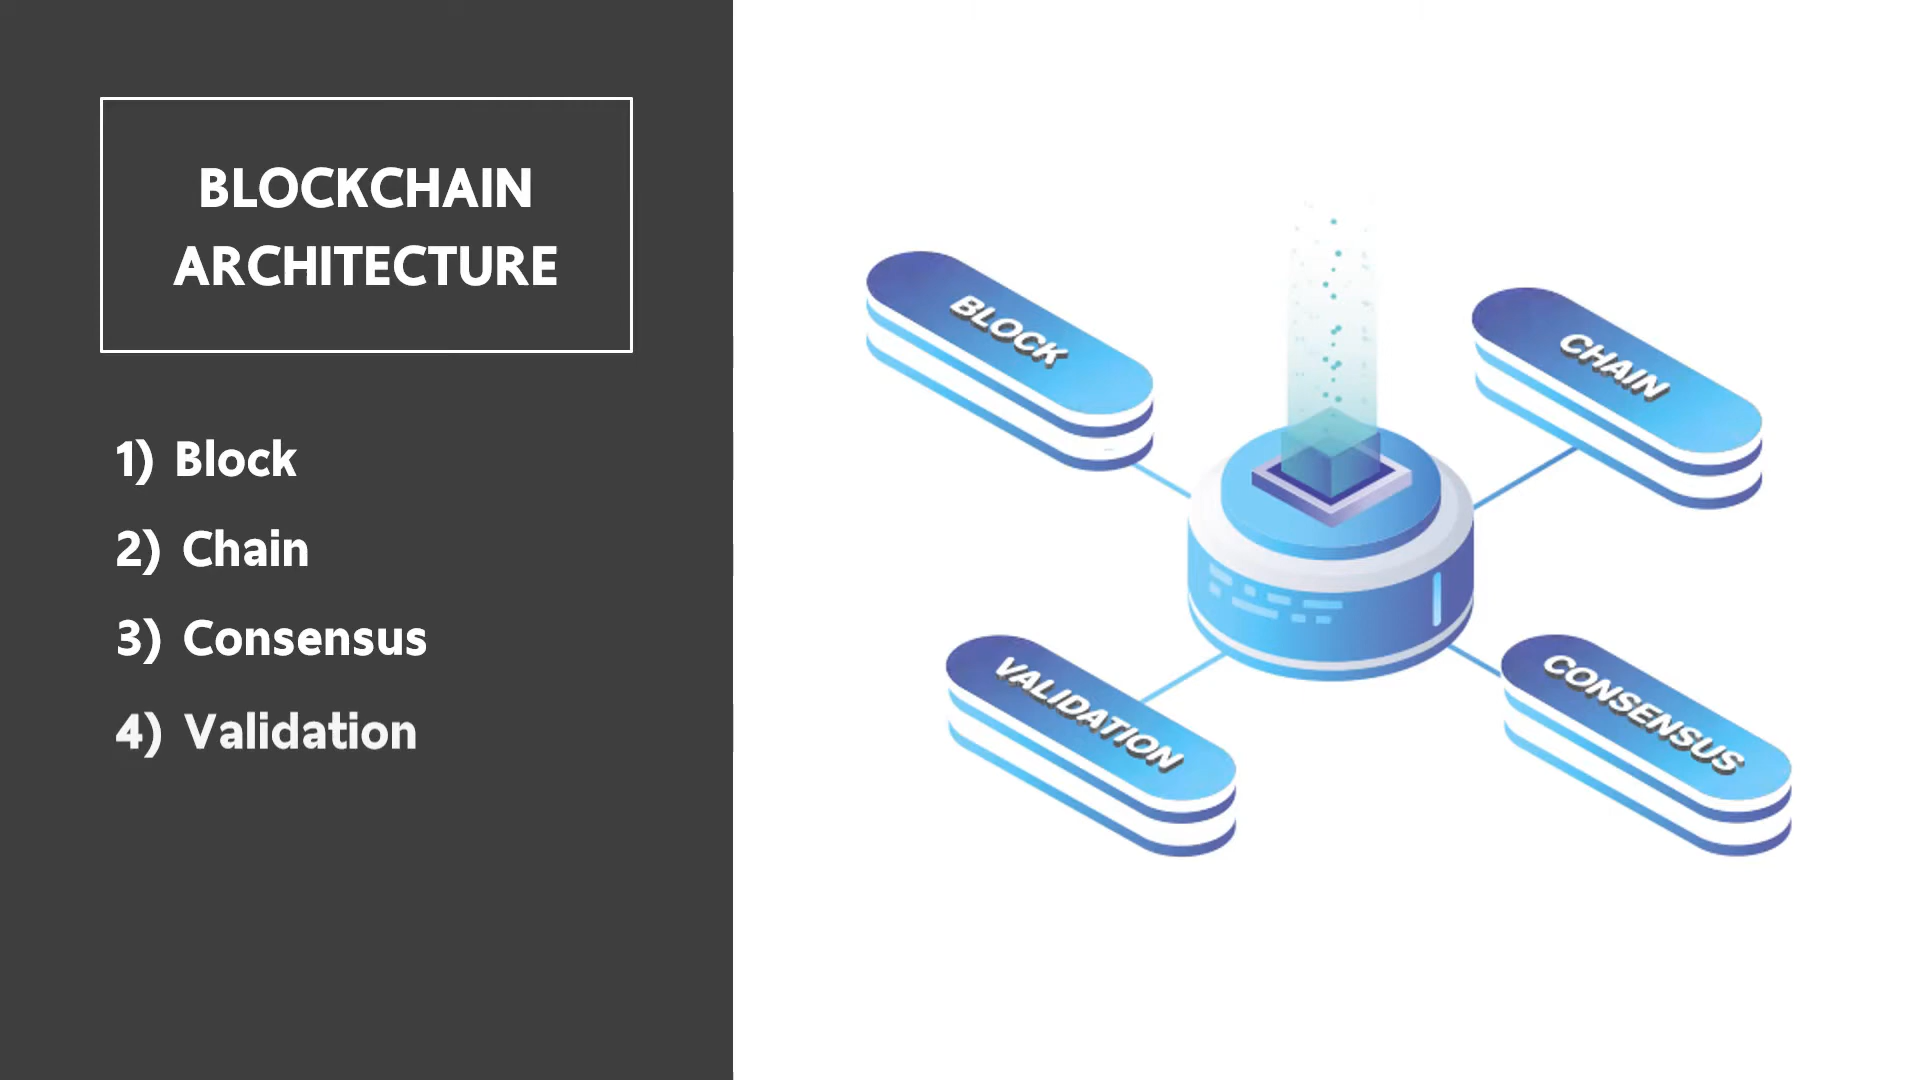 BLOCKCHAIN
ARCHITECTURE
1) Block
2) Chain
3) Consensus
4) Validation
BLOCK
CHAIN
VALIDATION
CONSENSUS